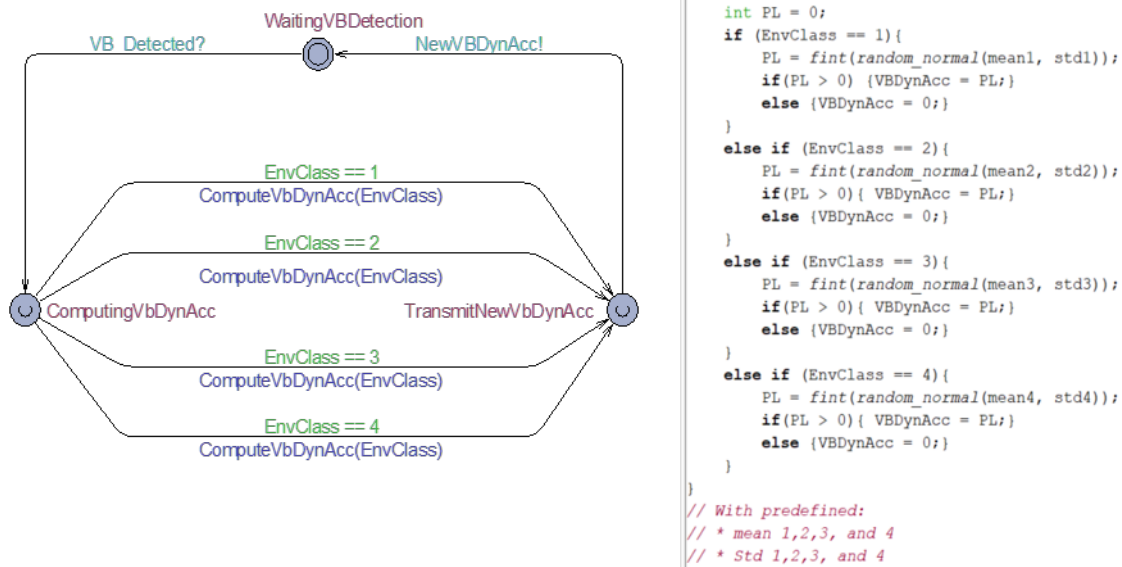 WaitingVBDetection
VB_Detected?
NewVBDynAcc!
EnvClass == 1
ComputeVbDynAcc(EnvClass)
EnvClass == 2
ComputeVbDynAcc(EnvClass)
ComputingVbDynAcc
TransmitNewVbDynAcc
EnvClass == 3
ComputeVbDynAcc(EnvClass)
EnvClass == 4
ComputeVbDynAcc(EnvClass)
int PL = 0;
if (EnvClass == 1){
PL = fint(random_normal(mean1, std1));
if(PL > 0) {VBDynAcc = PL;}
else {VBDynAcc = 0;}
}
else if (EnvClass == 2){
PL = fint(random_normal(mean2, std2));
if(PL > 0){ VBDynAcc = PL;}
else {VBDynAcc = 0;}
}
else if (EnvClass == 3){
PL = fint(random_normal(mean3, std3));
if(PL > 0){ VBDynAcc = PL;}
else {VBDynAcc = 0;}
}
else if (EnvClass == 4){
PL = fint(random_normal(mean4, std4));
if(PL > 0){ VBDynAcc = PL;}
else {VBDynAcc = 0;}
}
}
// With predefined:
// * mean 1,2,3, and 4
// * Std 1,2,3, and 4